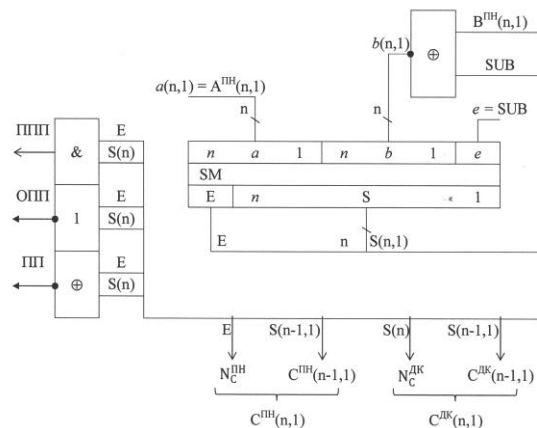 B^ПН(n,1)
b(n,1)
⊕
SUB
a(n,1) = A^ПН(n,1)
n
n
e = SUB
ППП
&
E
S(n)
n a 1 n b 1 e
SM
E n S 1
ОПП
1
E
S(n)
E
n
S(n,1)
ПП
⊕
E
S(n)
E
S(n-1,1)
S(n)
S(n-1,1)
N_C^ПН
C^ПН(n-1,1)
N_C^ДК
C^ДК(n-1,1)
C^ПН(n,1)
C^ДК(n,1)